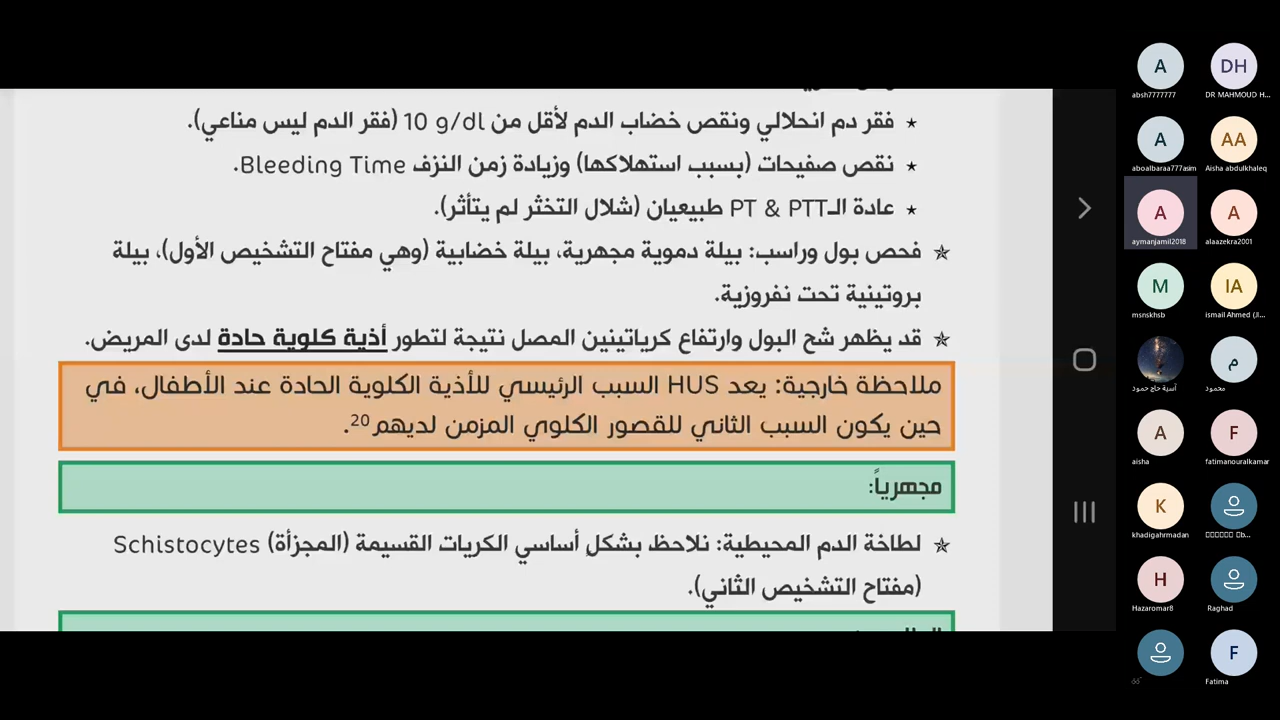 ★ فقر دم انحلالي ونقص خضاب الدم لأقل من 10 g/dl (فقر الدم ليس مناعي).
★ نقص صفيحات (بسبب استهلاكها) وزيادة زمن النزف Bleeding Time.
★ عادة الـPT & PTT طبيعيان (شلال التخثر لم يتأثر).
✯ فحص بول وراسب: بيلة دموية مجهرية، بيلة خضابية (وهي مفتاح التشخيص الأول)، بيلة
بروتينية تحت نفروزية.
✯ قد يظهر شح البول وارتفاع كرياتينين المصل نتيجة لتطور أذية كلوية حادة لدى المريض.
ملاحظة خارجية: يعد HUS السبب الرئيسي للأذية الكلوية الحادة عند الأطفال، في
حين يكون السبب الثاني للقصور الكلوي المزمن لديهم²⁰.
مجهرياً:
✯ لطاخة الدم المحيطية: نلاحظ بشكلٍ أساسي الكريات القسيمة (المجزأة) Schistocytes
(مفتاح التشخيص الثاني).
A
absh7777777
DH
DR MAHMOUD H...
A
aboalbaraa777asim
AA
Aisha abdulkhaleq
A
aymanjamil2018
A
alaazekra2001
M
msnskhsb
IA
ismail Ahmed (ال...
آسية حاج حمود
م
محمود
A
aisha
F
fatimanouralkamar
K
khadigahrmadan
H
Hazaromar8
Raghad
F
Fatima